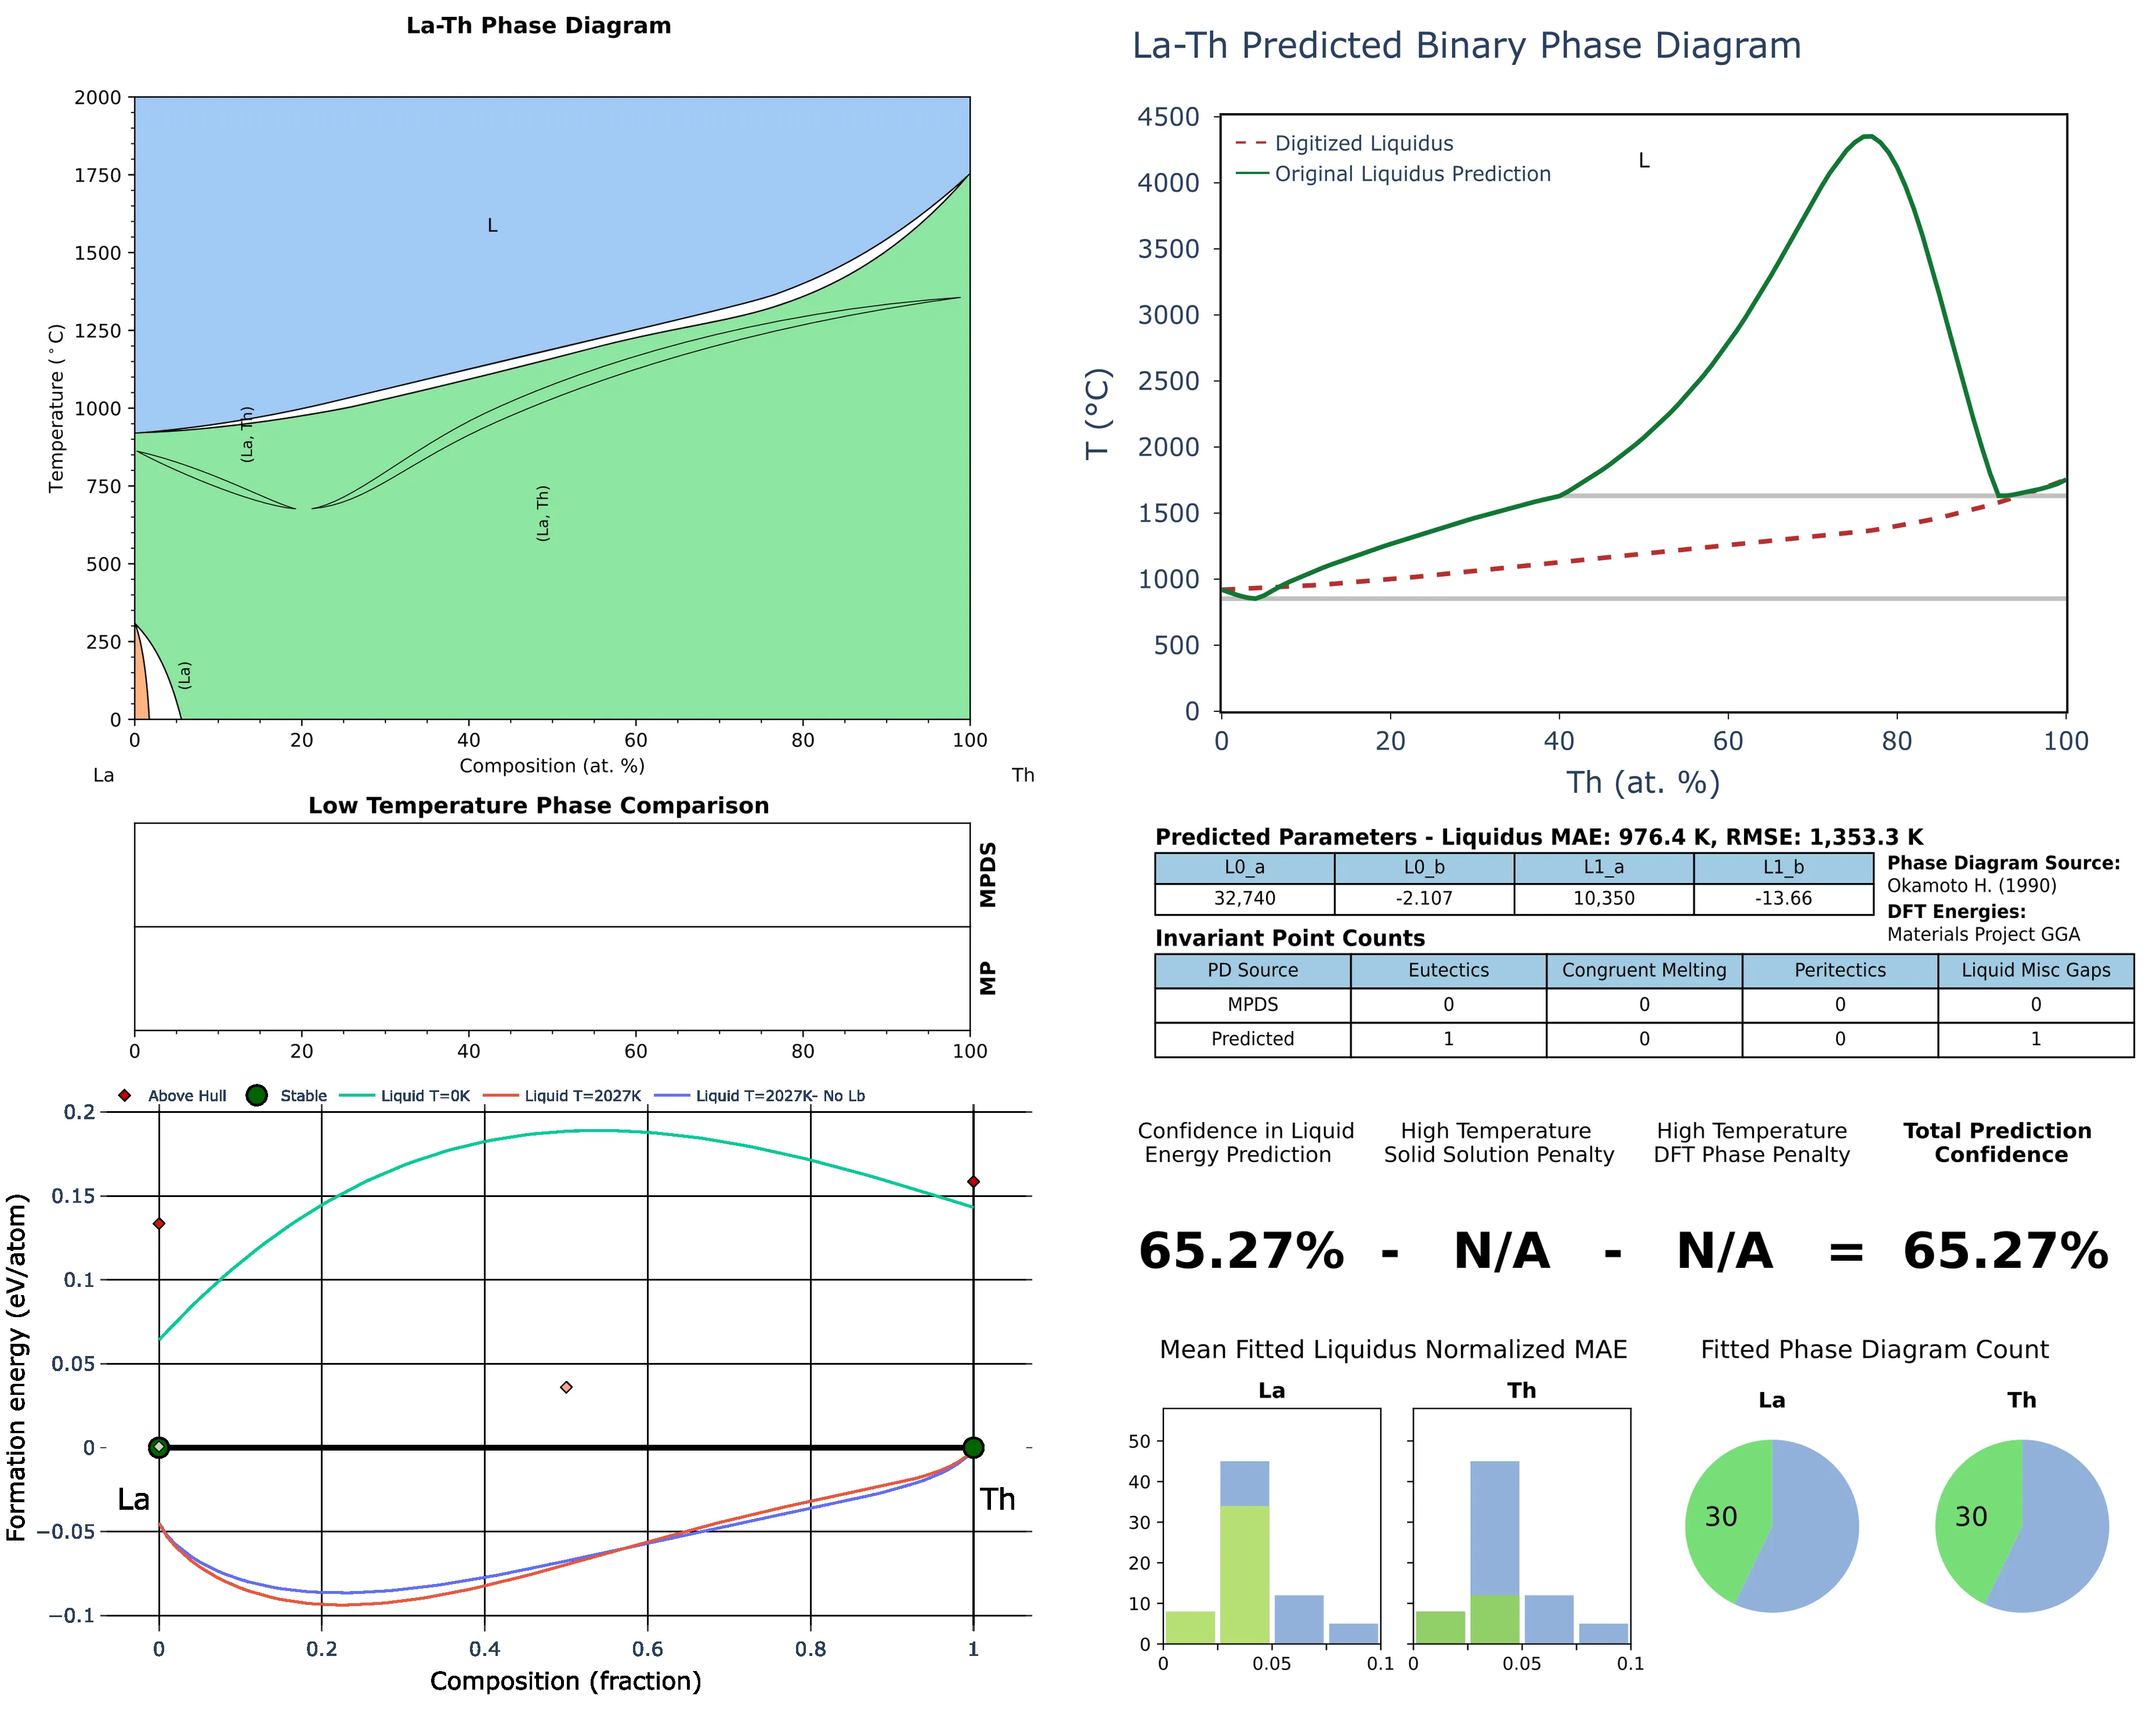 La-Th Phase Diagram
2000
1750
1500
1250
1000
750
500
250
0
Temperature (°C)
L
(La, Th)
(La, Th)
(La)
0 20 40 60 80 100
Composition (at. %)
La Th
Low Temperature Phase Comparison
MPDS
MP
0 20 40 60 80 100
Above Hull Stable Liquid T=0K Liquid T=2027K Liquid T=2027K- No Lb
0.2
0.15
0.1
0.05
0
−0.05
−0.1
Formation energy (eV/atom)
La Th
0 0.2 0.4 0.6 0.8 1
Composition (fraction)
La-Th Predicted Binary Phase Diagram
4500
4000
3500
3000
2500
2000
1500
1000
500
0
T (°C)
Digitized Liquidus
Original Liquidus Prediction
L
0 20 40 60 80 100
Th (at. %)
Predicted Parameters - Liquidus MAE: 976.4 K, RMSE: 1,353.3 K
L0_a L0_b L1_a L1_b
32,740 -2.107 10,350 -13.66
Phase Diagram Source:
Okamoto H. (1990)
DFT Energies:
Materials Project GGA
Invariant Point Counts
PD Source Eutectics Congruent Melting Peritectics Liquid Misc Gaps
MPDS 0 0 0 0
Predicted 1 0 0 1
Confidence in Liquid
Energy Prediction
High Temperature
Solid Solution Penalty
High Temperature
DFT Phase Penalty
Total Prediction
Confidence
65.27% - N/A - N/A = 65.27%
Mean Fitted Liquidus Normalized MAE
La Th
50
40
30
20
10
0
0 0.05 0.1
0 0.05 0.1
Fitted Phase Diagram Count
La Th
30 30